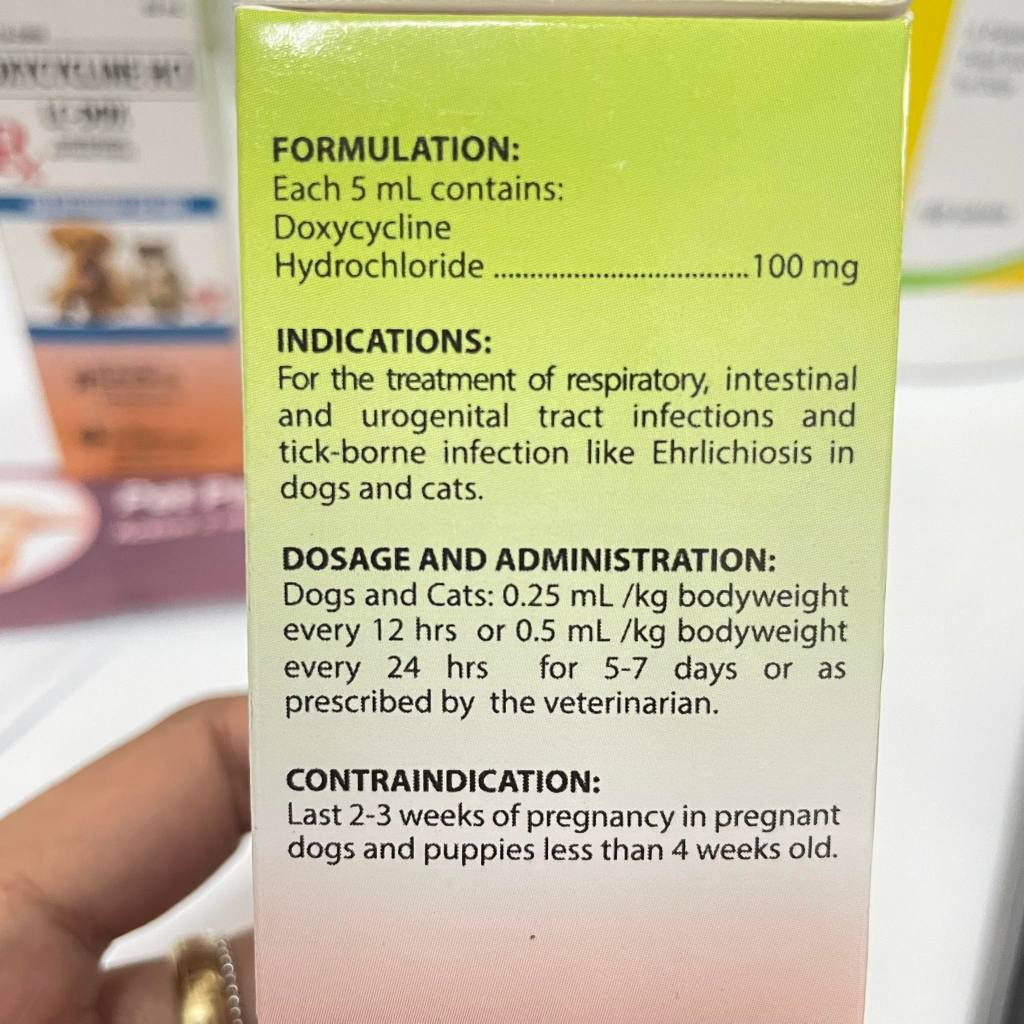 FORMULATION:
Each 5 mL contains:
Doxycycline
Hydrochloride ..................................100 mg
INDICATIONS:
For the treatment of respiratory, intestinal
and urogenital tract infections and
tick-borne infection like Ehrlichiosis in
dogs and cats.
DOSAGE AND ADMINISTRATION:
Dogs and Cats: 0.25 mL /kg bodyweight
every 12 hrs or 0.5 mL /kg bodyweight
every 24 hrs for 5-7 days or as
prescribed by the veterinarian.
CONTRAINDICATION:
Last 2-3 weeks of pregnancy in pregnant
dogs and puppies less than 4 weeks old.